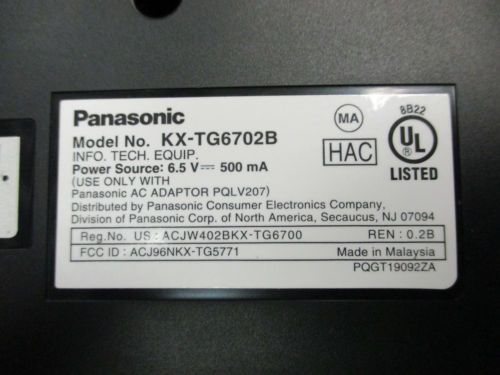 Panasonic
Model No. KX-TG6702B
INFO. TECH. EQUIP.
Power Source: 6.5 V⎓ 500 mA
(USE ONLY WITH
Panasonic AC ADAPTOR PQLV207)
Distributed by Panasonic Consumer Electronics Company,
Division of Panasonic Corp. of North America, Secaucus, NJ 07094
Reg.No. US : ACJW402BKX-TG6700 REN : 0.2B
FCC ID : ACJ96NKX-TG5771 Made in Malaysia
PQGT19092ZA
MA
HAC
8B22
UL
®
LISTED